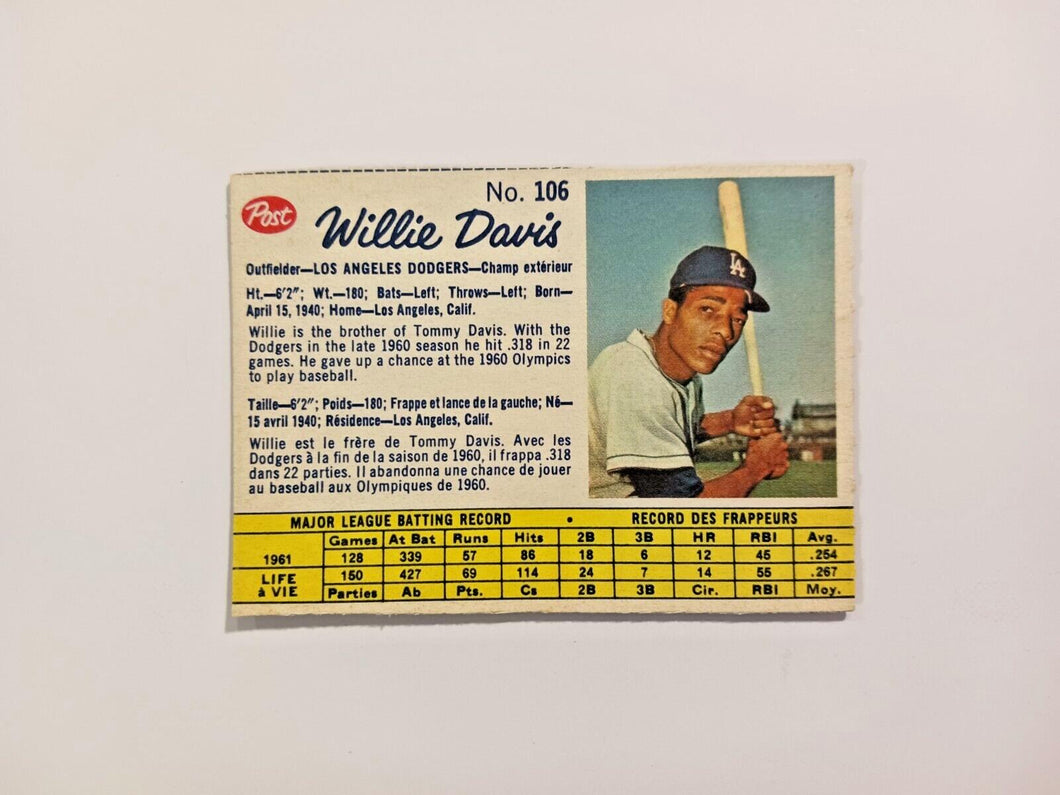 Post
No. 106
Willie Davis
Outfielder—LOS ANGELES DODGERS—Champ extérieur
Ht.—6'2"; Wt.—180; Bats—Left; Throws—Left; Born—
April 15, 1940; Home—Los Angeles, Calif.
Willie is the brother of Tommy Davis. With the
Dodgers in the late 1960 season he hit .318 in 22
games. He gave up a chance at the 1960 Olympics
to play baseball.
Taille—6'2"; Poids—180; Frappe et lance de la gauche; Né—
15 avril 1940; Résidence—Los Angeles, Calif.
Willie est le frère de Tommy Davis. Avec les
Dodgers à la fin de la saison de 1960, il frappa .318
dans 22 parties. Il abandonna une chance de jouer
au baseball aux Olympiques de 1960.
LA
MAJOR LEAGUE BATTING RECORD • RECORD DES FRAPPEURS
Games At Bat Runs Hits 2B 3B HR RBI Avg.
1961 128 339 57 86 18 6 12 45 .254
LIFE 150 427 69 114 24 7 14 55 .267
à VIE Parties Ab Pts. Cs 2B 3B Cir. RBI Moy.